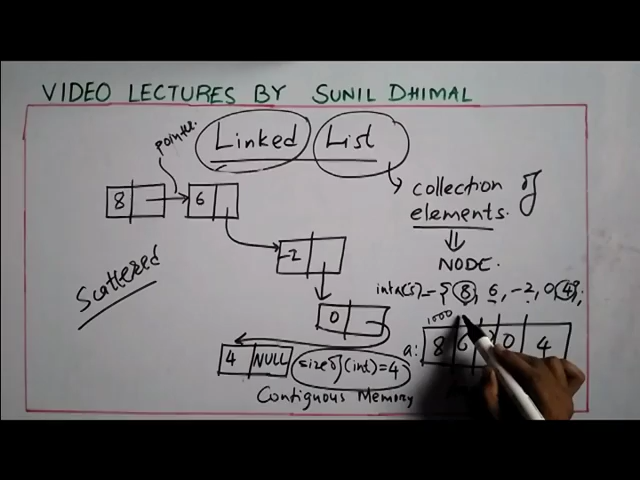 VIDEO LECTURES BY SUNIL DHIMAL
Linked List
pointer
collection of
elements.
8
6
-2
NODE.
Scattered
int a[5] = { 8, 6, -2, 0, 4 };
0
1000
a: 8 6 0 4
4 NULL
sizeof(int)=4
Contiguous Memory